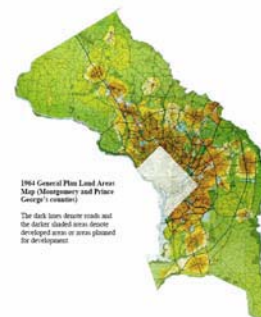 1964 General Plan Land Areas
Map (Montgomery and Prince
George's counties)
The dark lines denote roads and
the darker shaded areas denote
developed areas or areas planned
for development